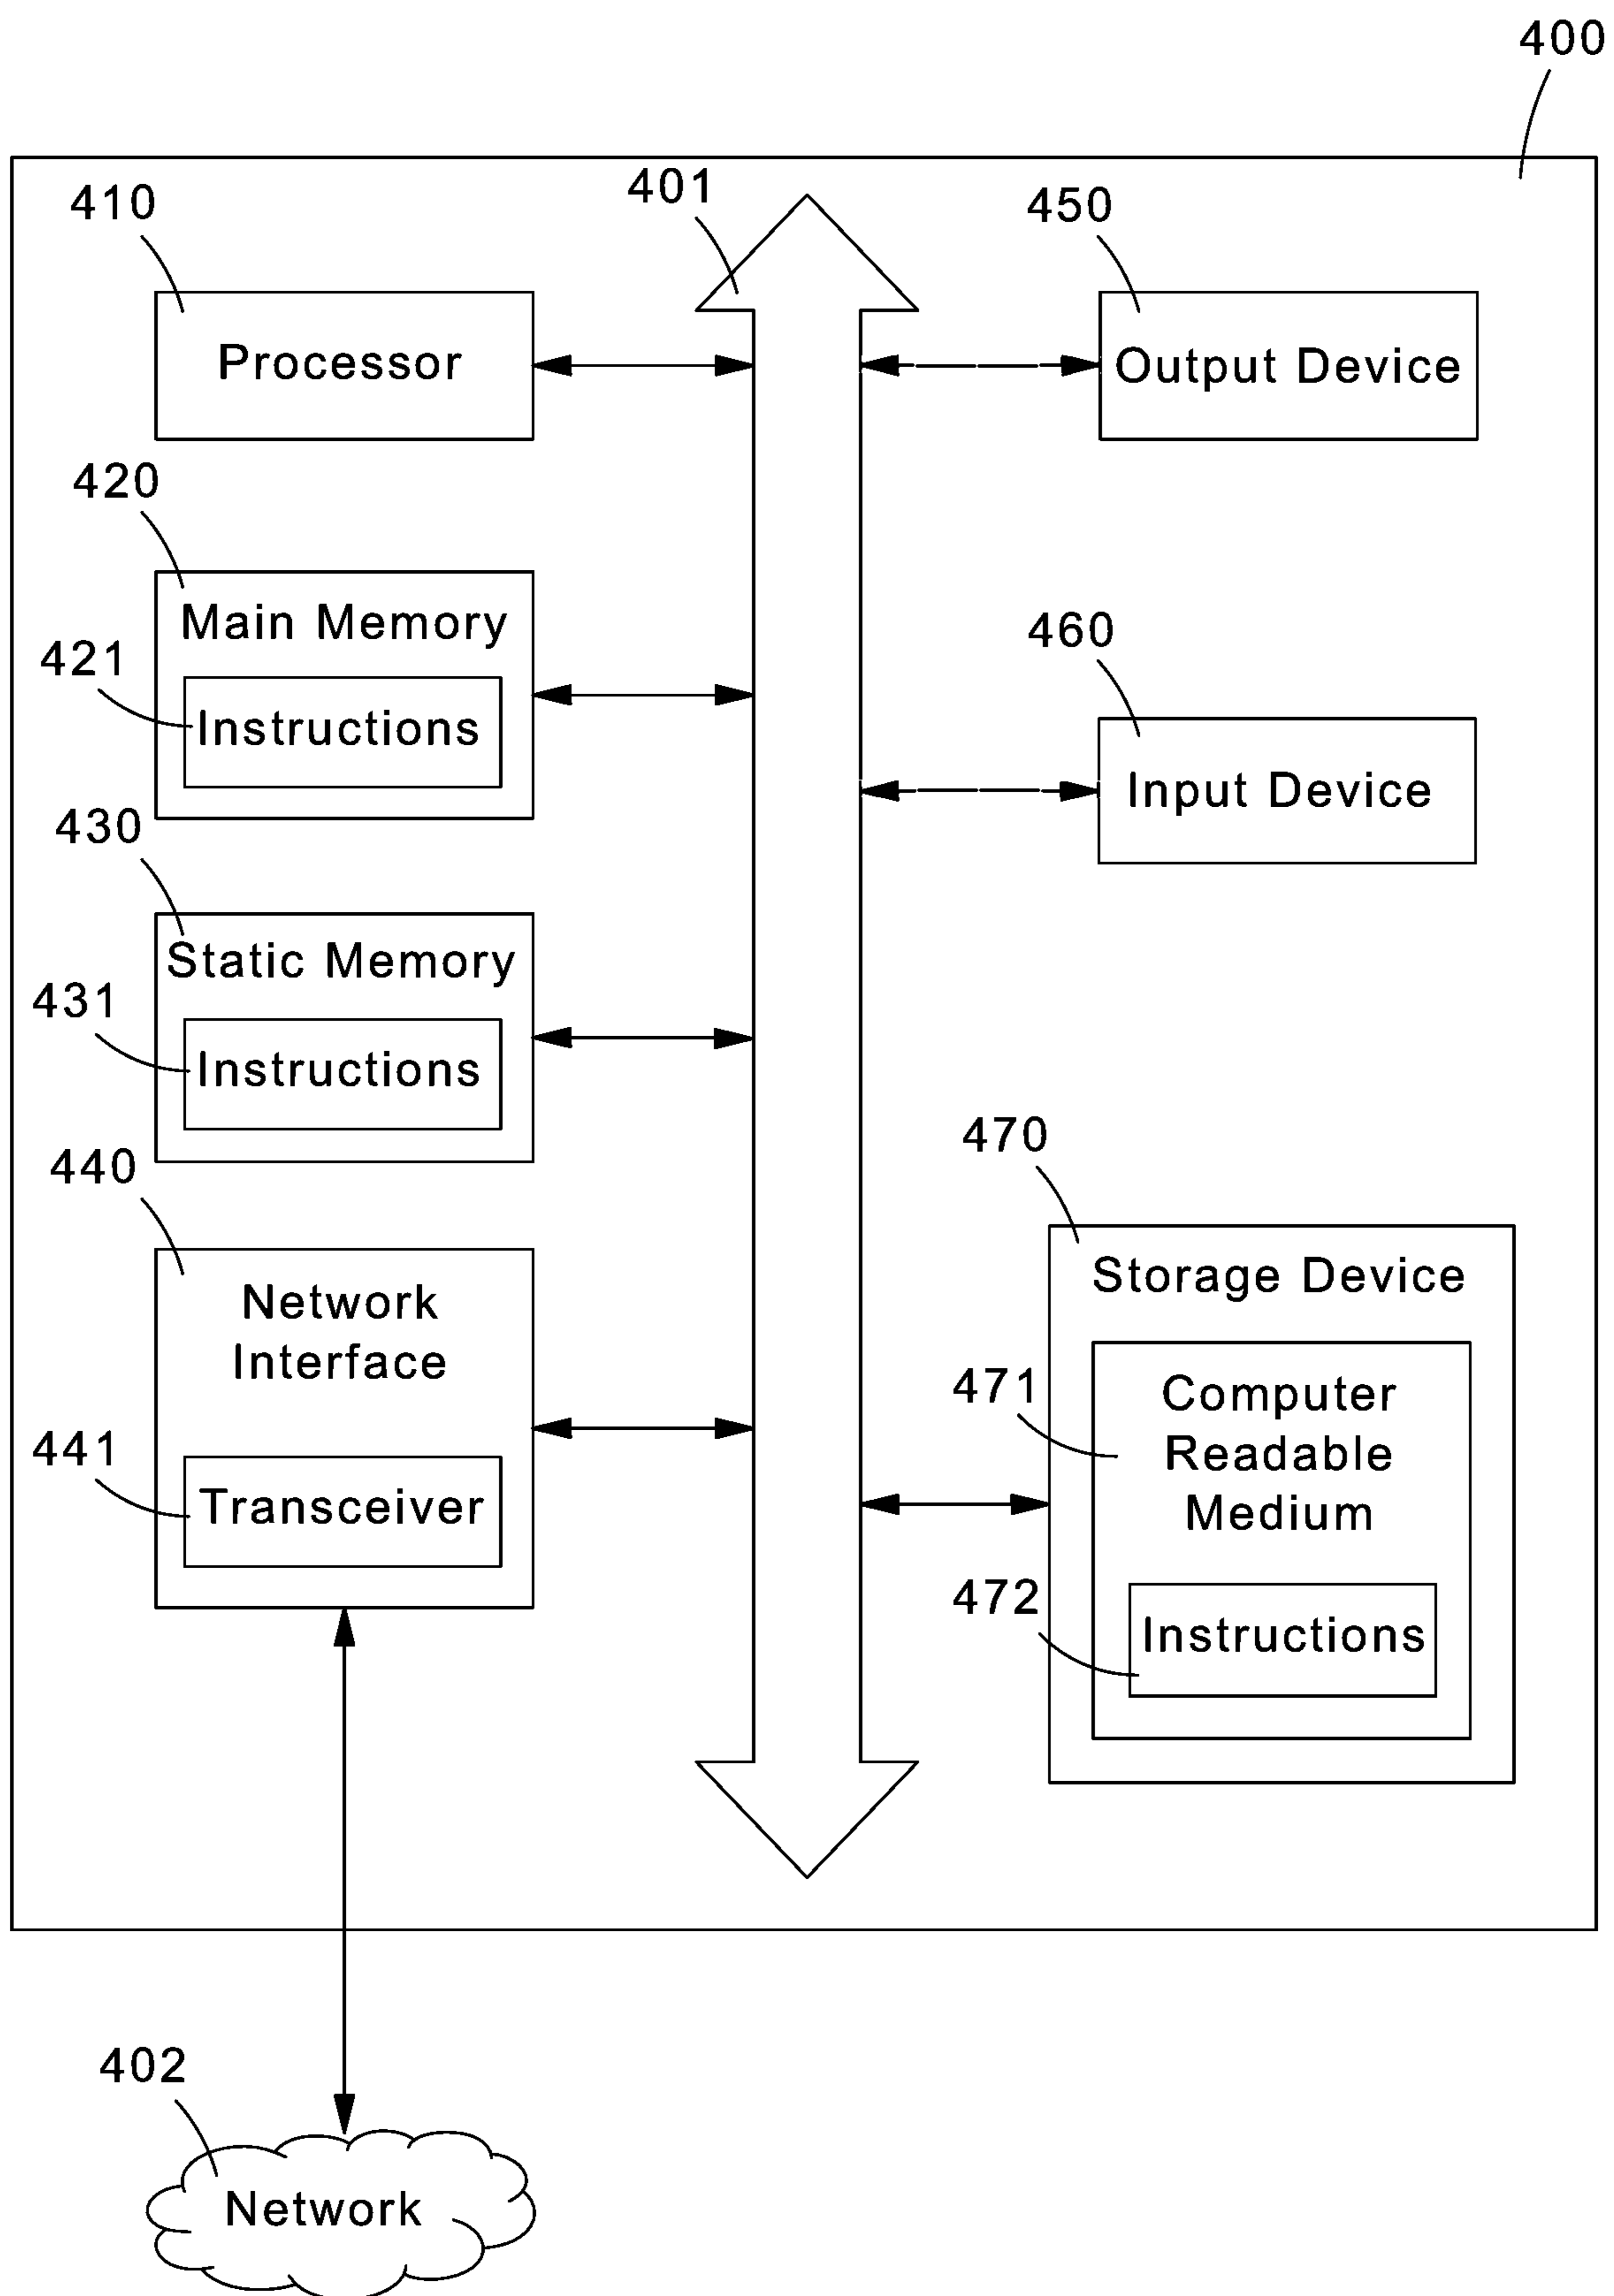 400
410
401
450
Processor
Output Device
420
Main Memory
421
Instructions
460
Input Device
430
Static Memory
431
Instructions
440
Network
Interface
441
Transceiver
470
Storage Device
471
Computer
Readable
Medium
472
Instructions
402
Network